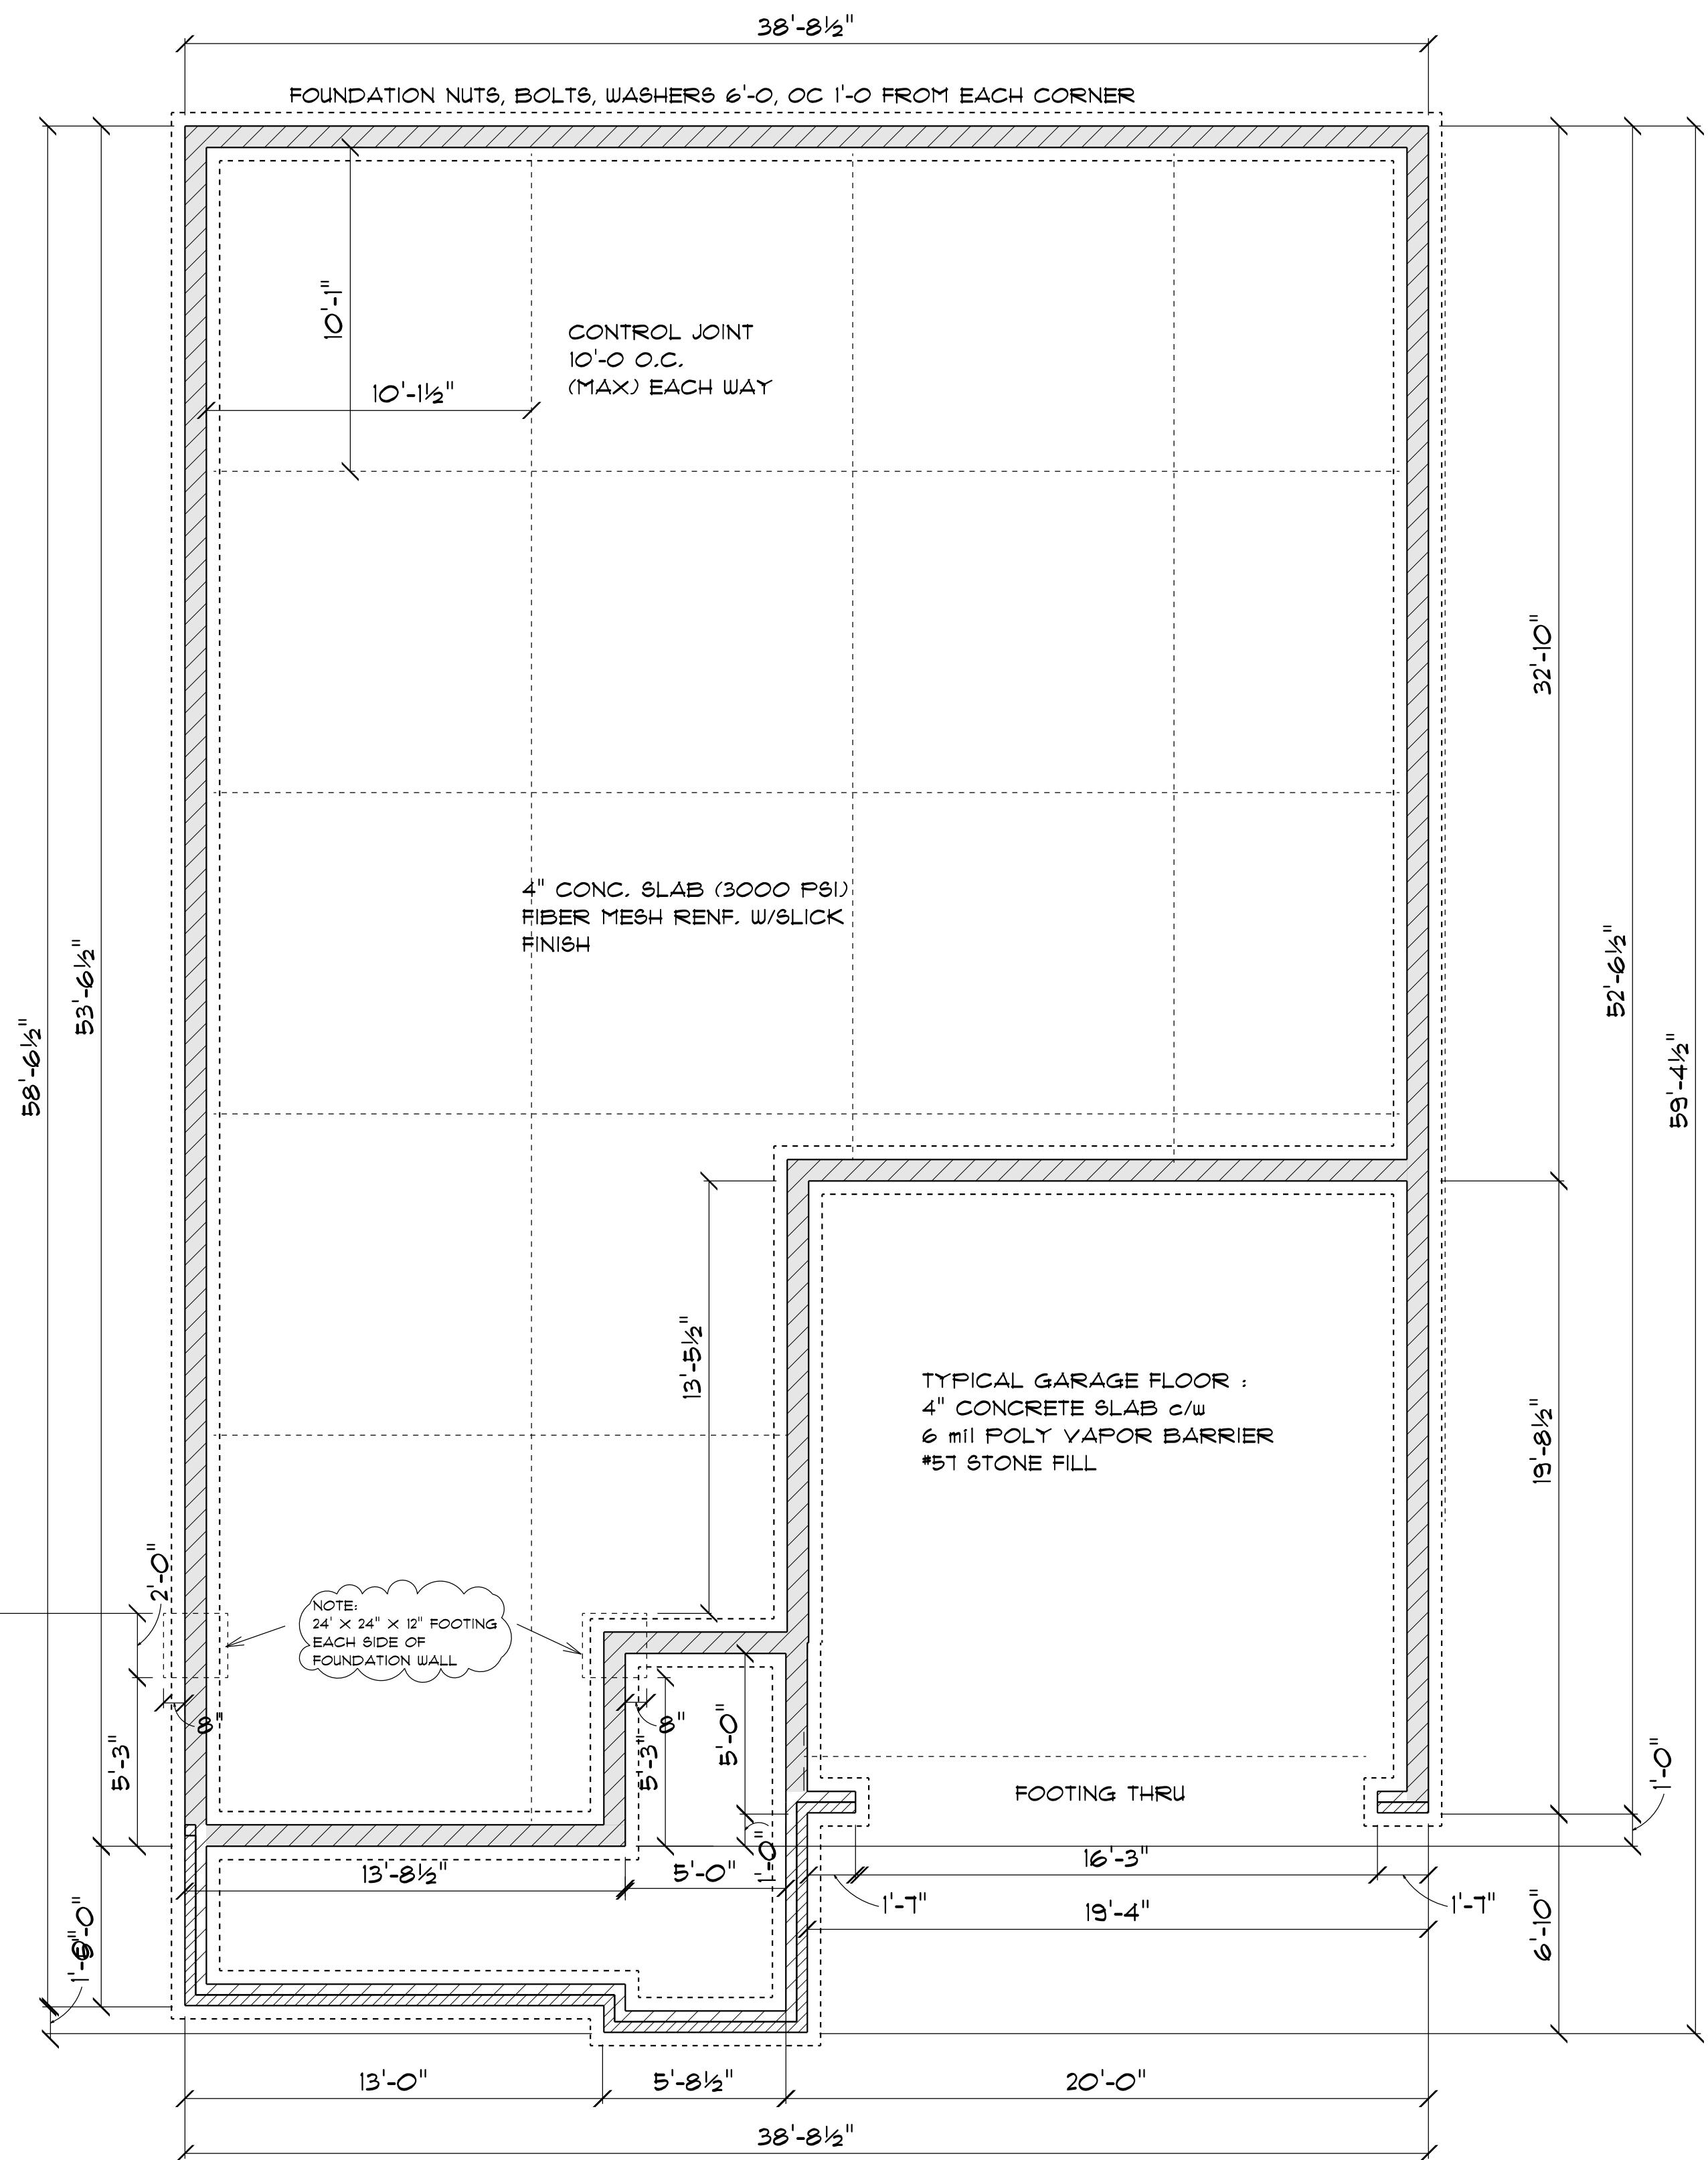 38'-8½"
FOUNDATION NUTS, BOLTS, WASHERS 6'-0, OC 1'-0 FROM EACH CORNER
10'-1"
CONTROL JOINT
10'-0 O.C.
(MAX) EACH WAY
10'-1½"
32'-10"
4" CONC. SLAB (3000 PSI)
FIBER MESH RENF. W/SLICK
FINISH
53'-6½"
52'-6½"
58'-6½"
59'-4½"
13'-5½"
TYPICAL GARAGE FLOOR :
4" CONCRETE SLAB c/w
6 mil POLY VAPOR BARRIER
#57 STONE FILL
19'-8½"
2'-0"
NOTE:
24' X 24" X 12" FOOTING
EACH SIDE OF
FOUNDATION WALL
8"
8"
5'-3"
5'-3"
5'-0"
1'-0"
FOOTING THRU
1'-0"
13'-8½"
5'-0"
16'-3"
1'-7"
1'-7"
19'-4"
5'-0"
6'-10"
13'-0"
5'-8½"
20'-0"
38'-8½"